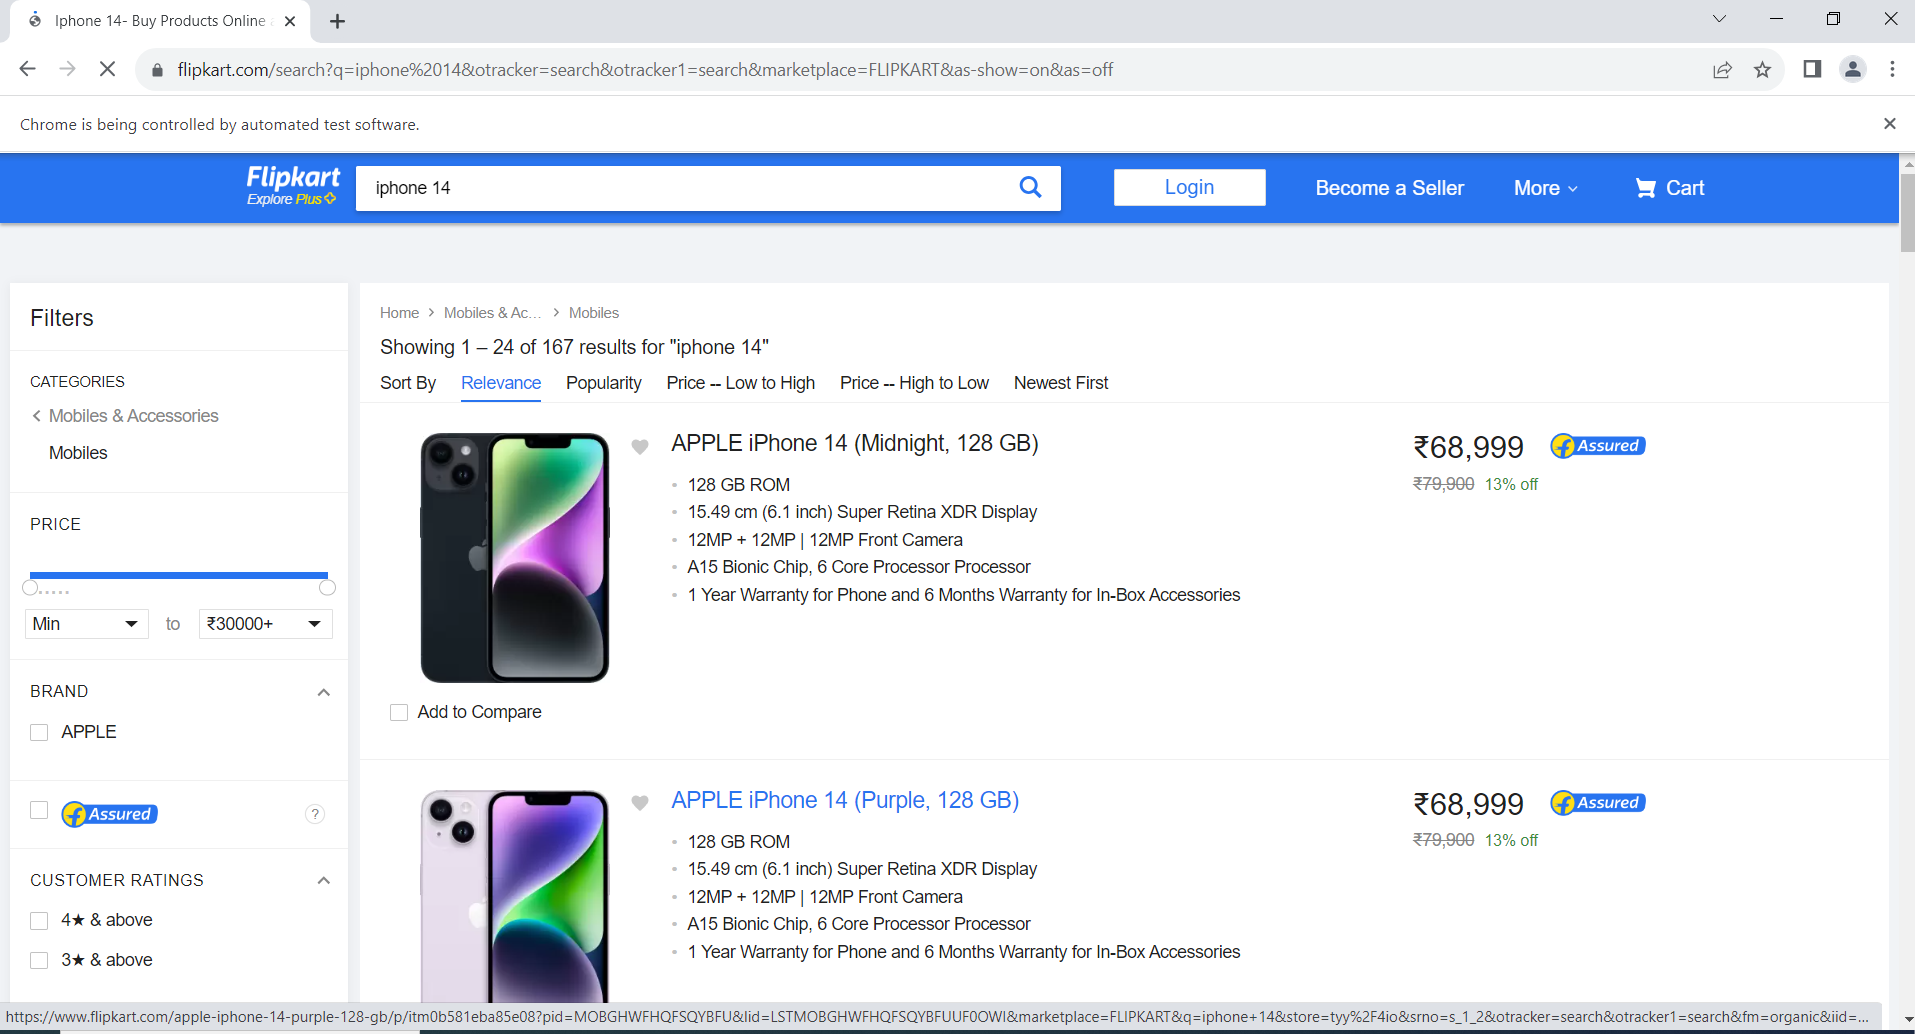 Iphone 14- Buy Products Online
flipkart.com/search?q=iphone%2014&otracker=search&otracker1=search&marketplace=FLIPKART&as-show=on&as=off
Chrome is being controlled by automated test software.
Flipkart
Explore Plus
iphone 14
Login
Become a Seller
More
Cart
Filters
CATEGORIES
Mobiles & Accessories
Mobiles
PRICE
Min to ₹30000+
BRAND
APPLE
Assured
?
CUSTOMER RATINGS
4★ & above
3★ & above
Home > Mobiles & Ac... > Mobiles
Showing 1 – 24 of 167 results for "iphone 14"
Sort By Relevance Popularity Price -- Low to High Price -- High to Low Newest First
APPLE iPhone 14 (Midnight, 128 GB)
128 GB ROM
15.49 cm (6.1 inch) Super Retina XDR Display
12MP + 12MP | 12MP Front Camera
A15 Bionic Chip, 6 Core Processor Processor
1 Year Warranty for Phone and 6 Months Warranty for In-Box Accessories
₹68,999
Assured
₹79,900 13% off
Add to Compare
APPLE iPhone 14 (Purple, 128 GB)
128 GB ROM
15.49 cm (6.1 inch) Super Retina XDR Display
12MP + 12MP | 12MP Front Camera
A15 Bionic Chip, 6 Core Processor Processor
1 Year Warranty for Phone and 6 Months Warranty for In-Box Accessories
₹68,999
Assured
₹79,900 13% off
https://www.flipkart.com/apple-iphone-14-purple-128-gb/p/itm0b581eba85e08?pid=MOBGHWFHQFSQYBFU&lid=LSTMOBGHWFHQFSQYBFUUF0OWI&marketplace=FLIPKART&q=iphone+14&store=tyy%2F4io&srno=s_1_2&otracker=search&otracker1=search&fm=organic&iid=...